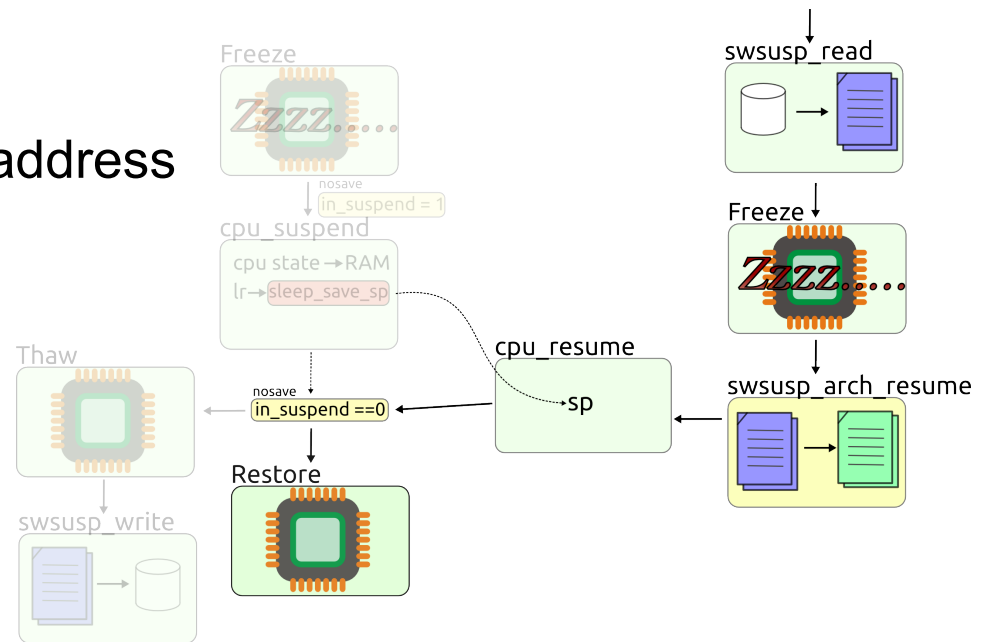 address
Freeze
Zzzz.....
nosave
in_suspend = 1
cpu_suspend
cpu state RAM
lr sleep_save_sp
Thaw
nosave
in_suspend ==0
Restore
swsusp_write
cpu_resume
sp
swsusp_read
Freeze
Zzzz.....
swsusp_arch_resume